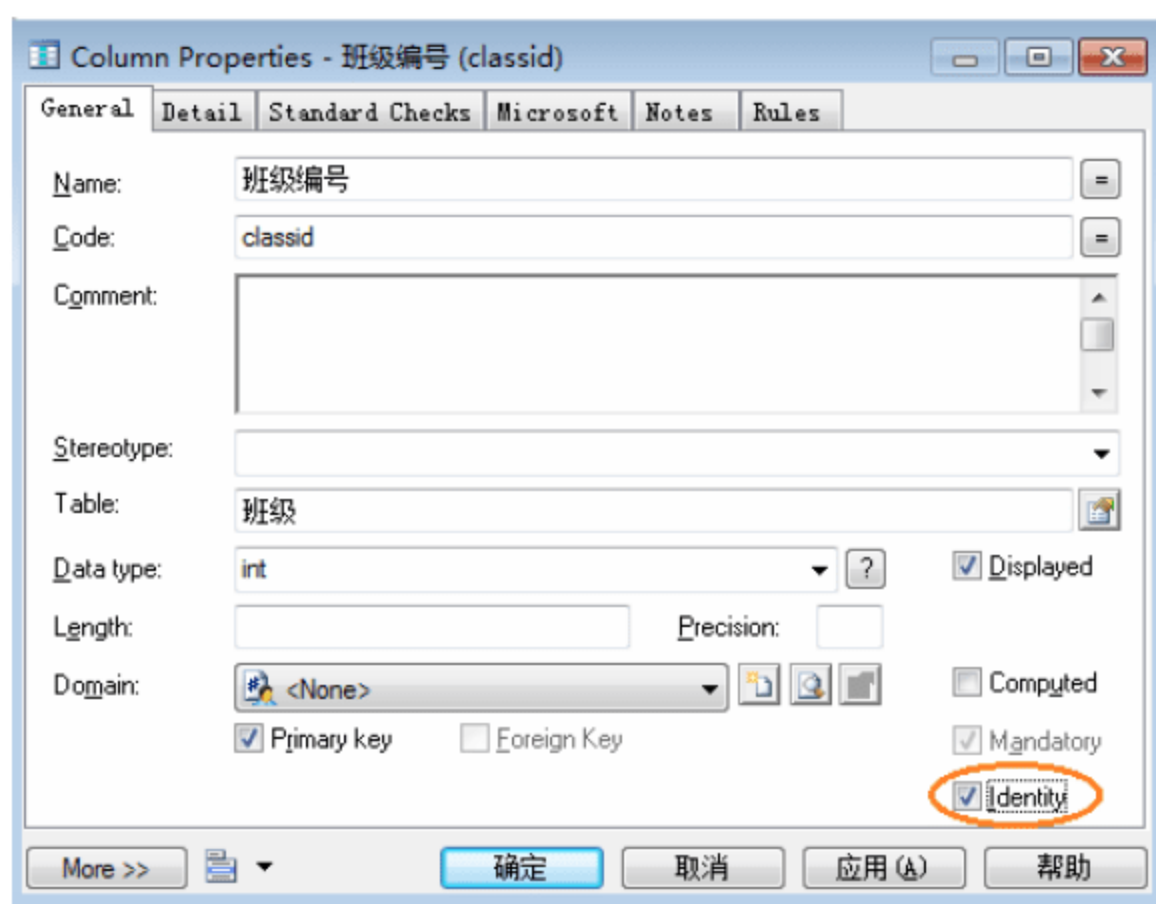 Column Properties - 班级编号 (classid)
General Detail Standard Checks Microsoft Notes Rules
Name: 班级编号 =
Code: classid =
Comment:
Stereotype:
Table: 班级
Data type: int ? Displayed
Length: Precision:
Domain: <None> Computed
Primary key Foreign Key Mandatory
Identity
More >> 确定 取消 应用(A) 帮助